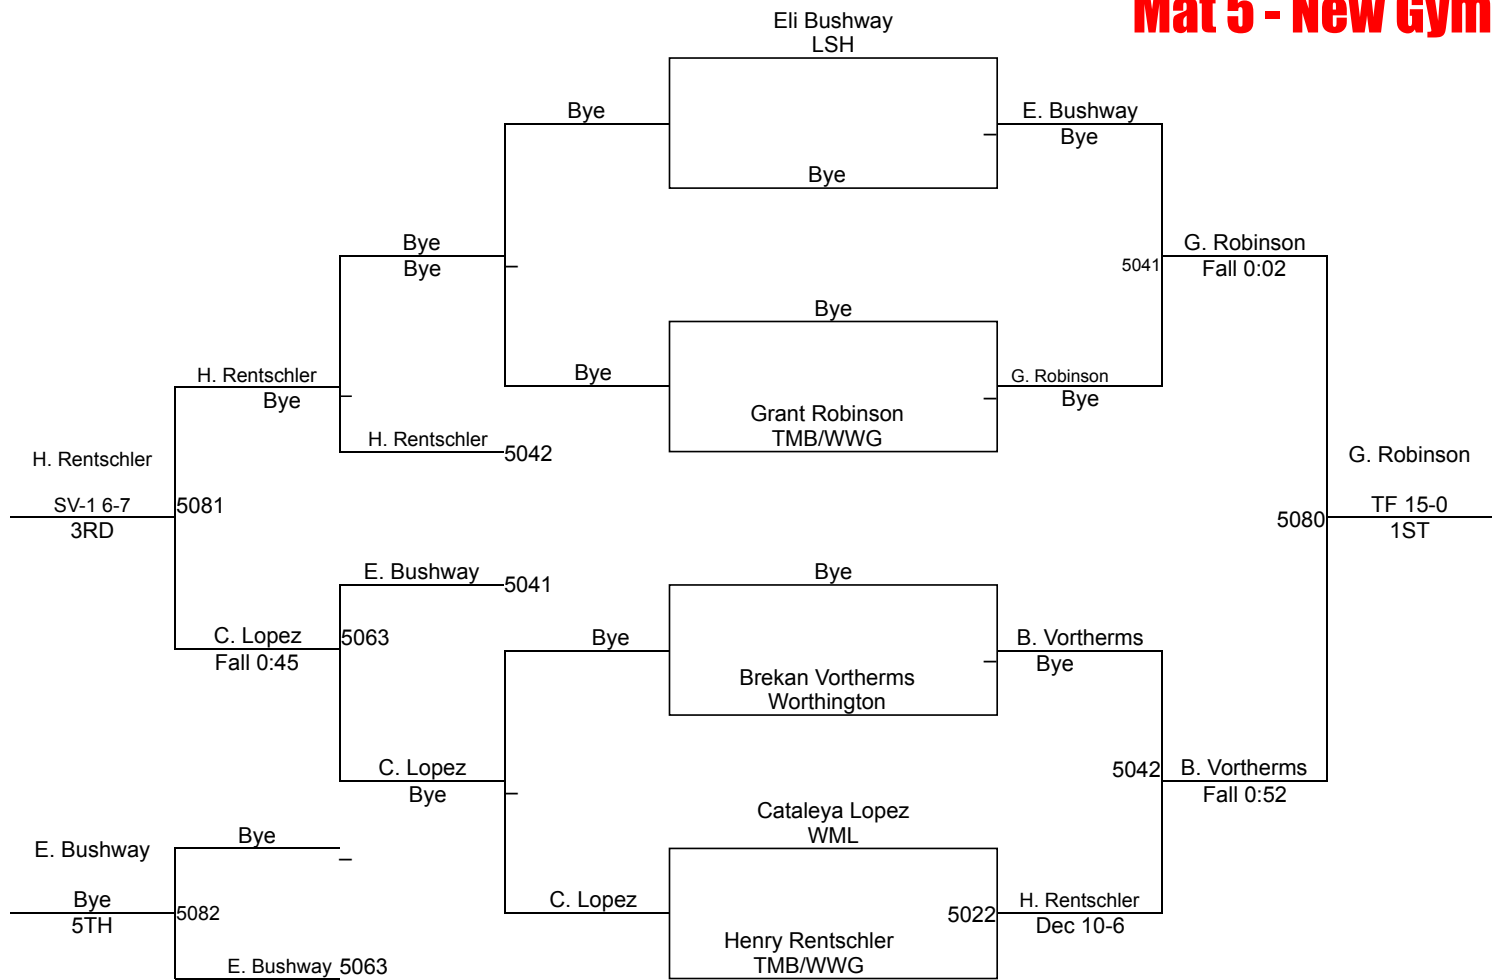 Mat 5 - New Gym
Eli Bushway
LSH
Bye
E. Bushway
Bye
Bye
Bye
Bye
G. Robinson
5041
Fall 0:02
Bye
H. Rentschler
Bye
Bye
G. Robinson
Bye
Grant Robinson
TMB/WWG
H. Rentschler
5042
H. Rentschler
G. Robinson
SV-1 6-7
5081
3RD
5080
TF 15-0
1ST
E. Bushway
5041
Bye
C. Lopez
5063
Fall 0:45
Bye
B. Vortherms
Bye
Brekan Vortherms
Worthington
C. Lopez
Bye
5042
B. Vortherms
Fall 0:52
Cataleya Lopez
WML
Bye
E. Bushway
Bye
5082
5TH
C. Lopez
5022
H. Rentschler
Dec 10-6
Henry Rentschler
TMB/WWG
E. Bushway
5063